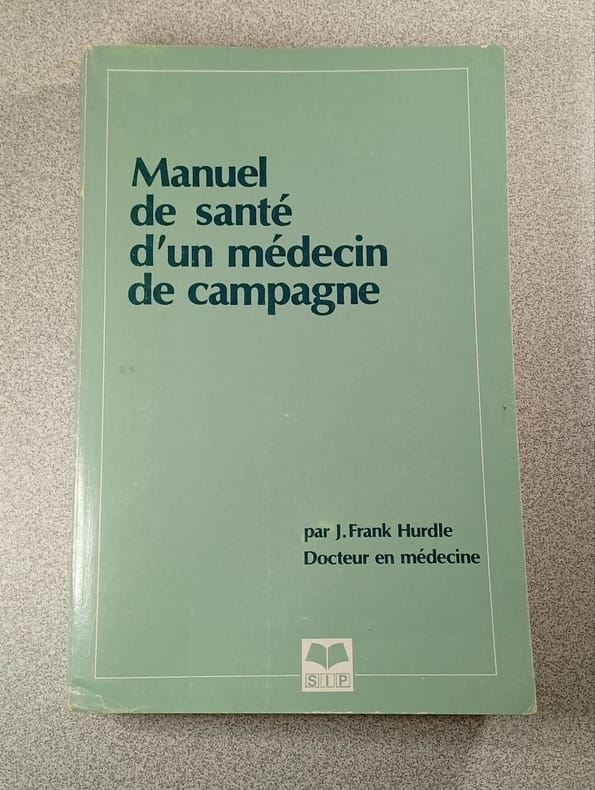 Manuel
de santé
d'un médecin
de campagne
par J. Frank Hurdle
Docteur en médecine
SIP